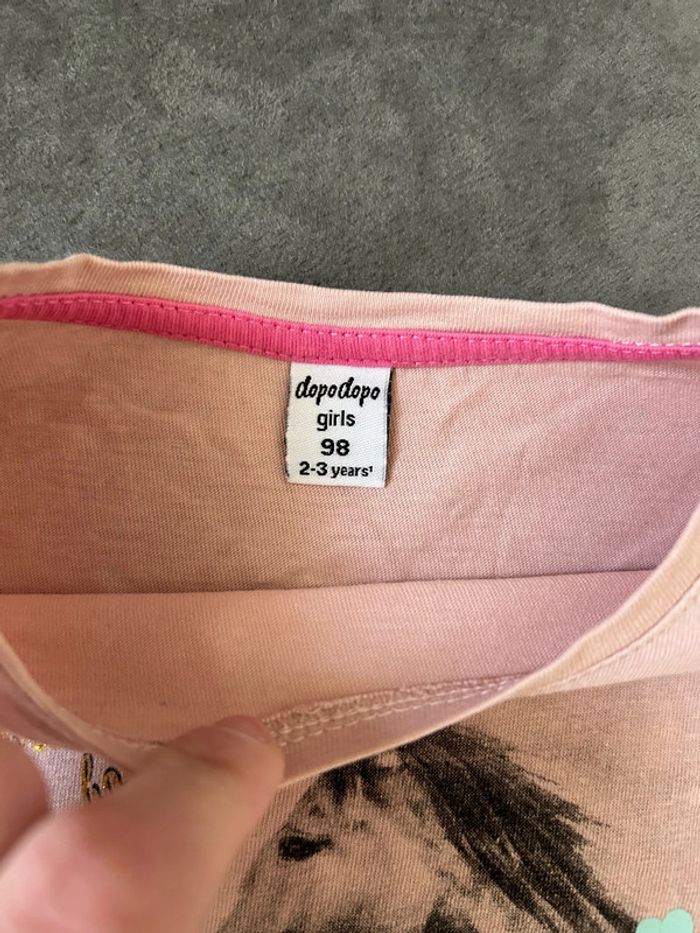 dopodopo
girls
98
2-3 years¹